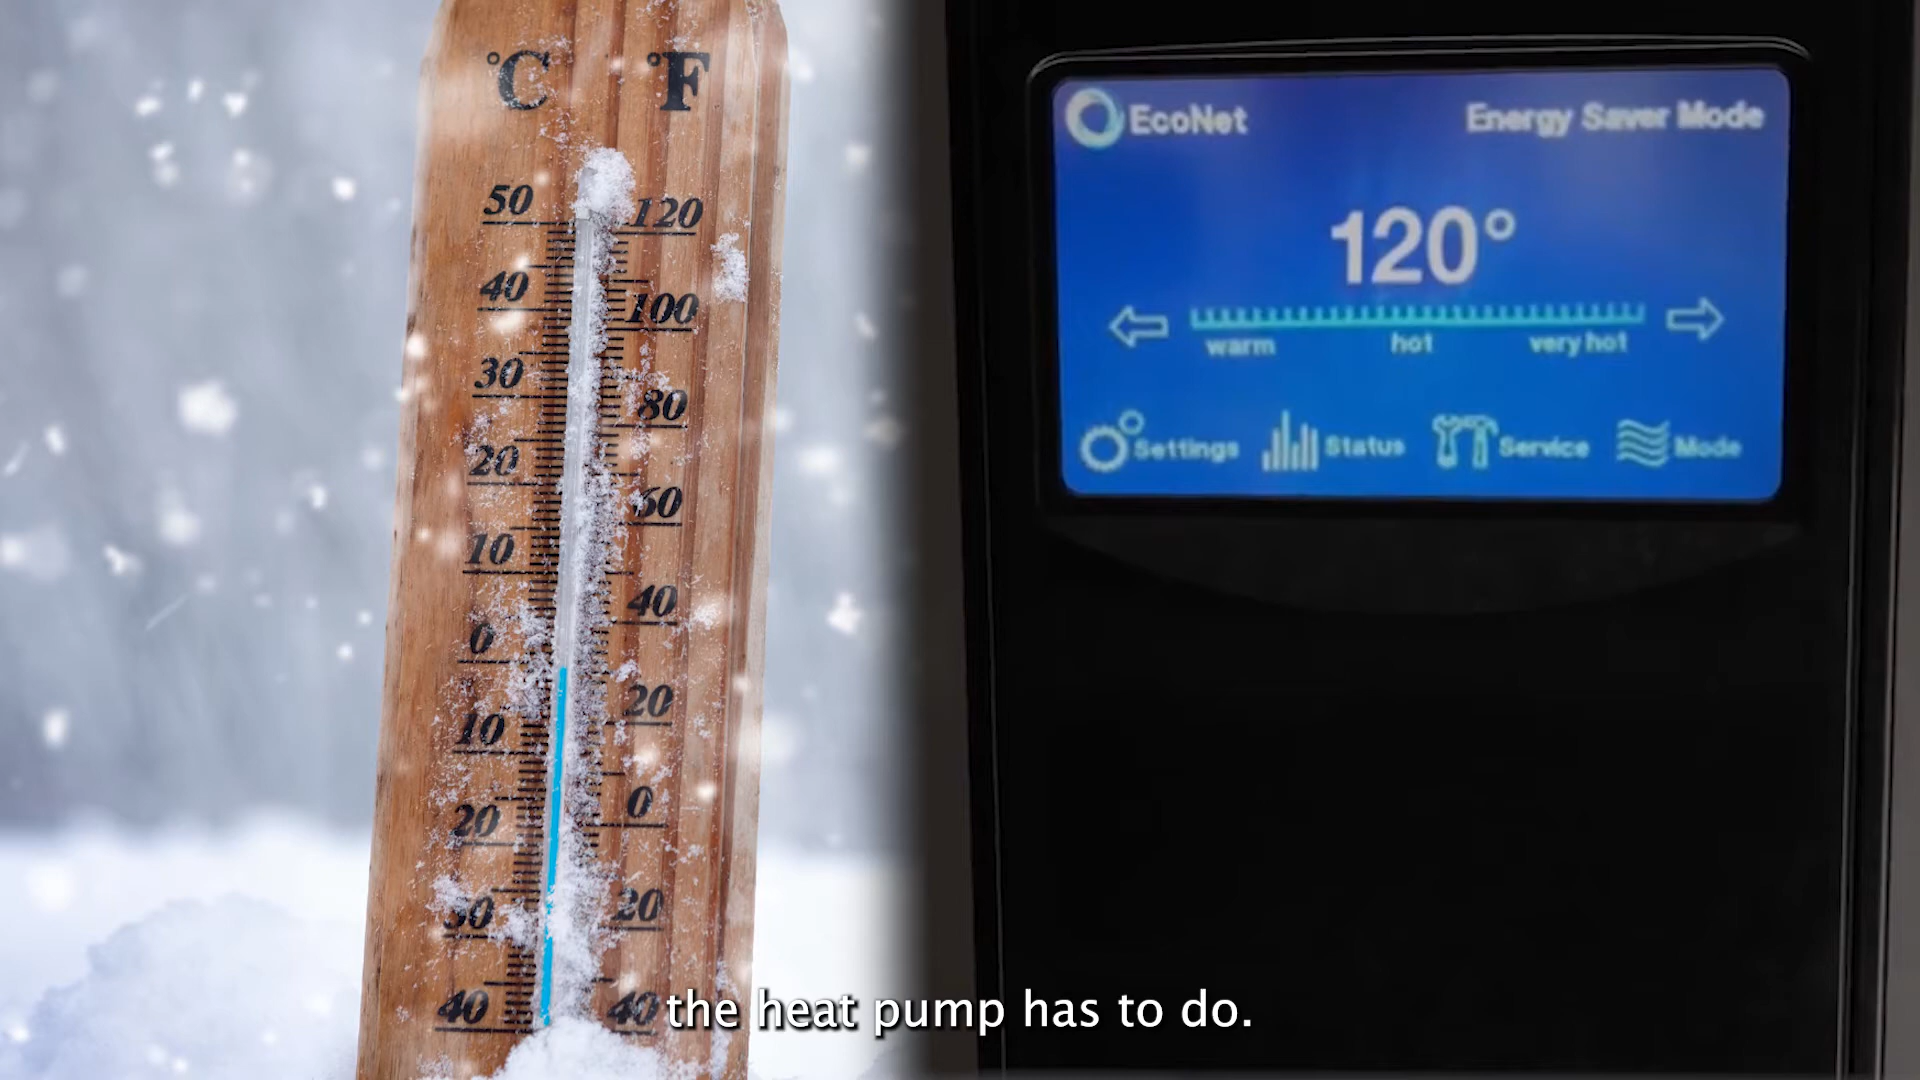 °C °F
50 120
40 100
30 80
20 60
10 40
0 20
10 0
20 20
30 40
40
EcoNet Energy Saver Mode
120°
warm hot very hot
Settings Status Service Mode
the heat pump has to do.